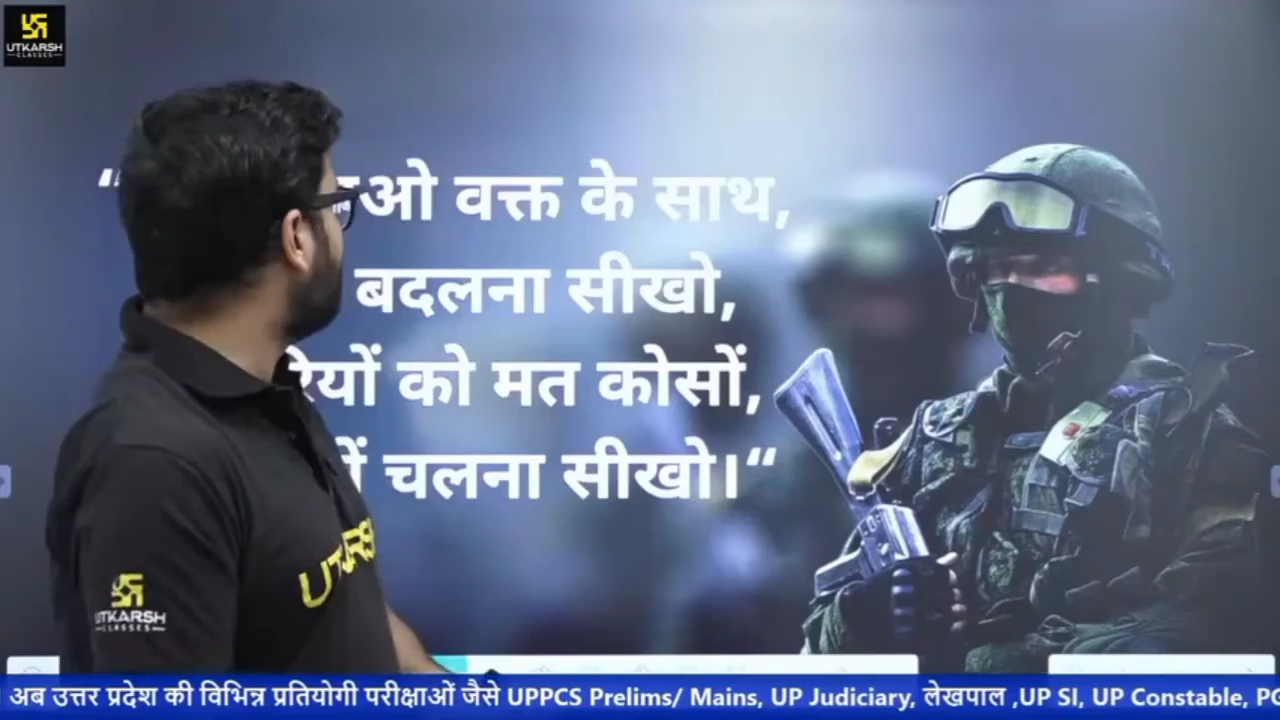 UTKARSH
CLASSES
“ ओ वक्त के साथ,
बदलना सीखो,
को मत कोसों,
चलना सीखो।“
UTKARSH
UTKARSH
CLASSES
अब उत्तर प्रदेश की विभिन्न प्रतियोगी परीक्षाओं जैसे UPPCS Prelims/ Mains, UP Judiciary, लेखपाल ,UP SI, UP Constable,